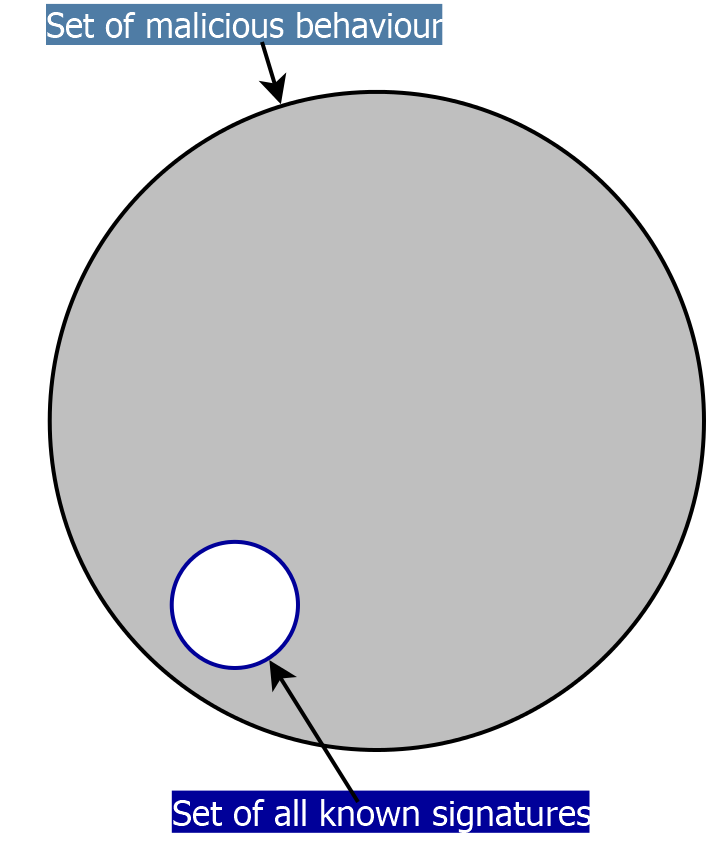 Set of malicious behaviour
Set of all known signatures